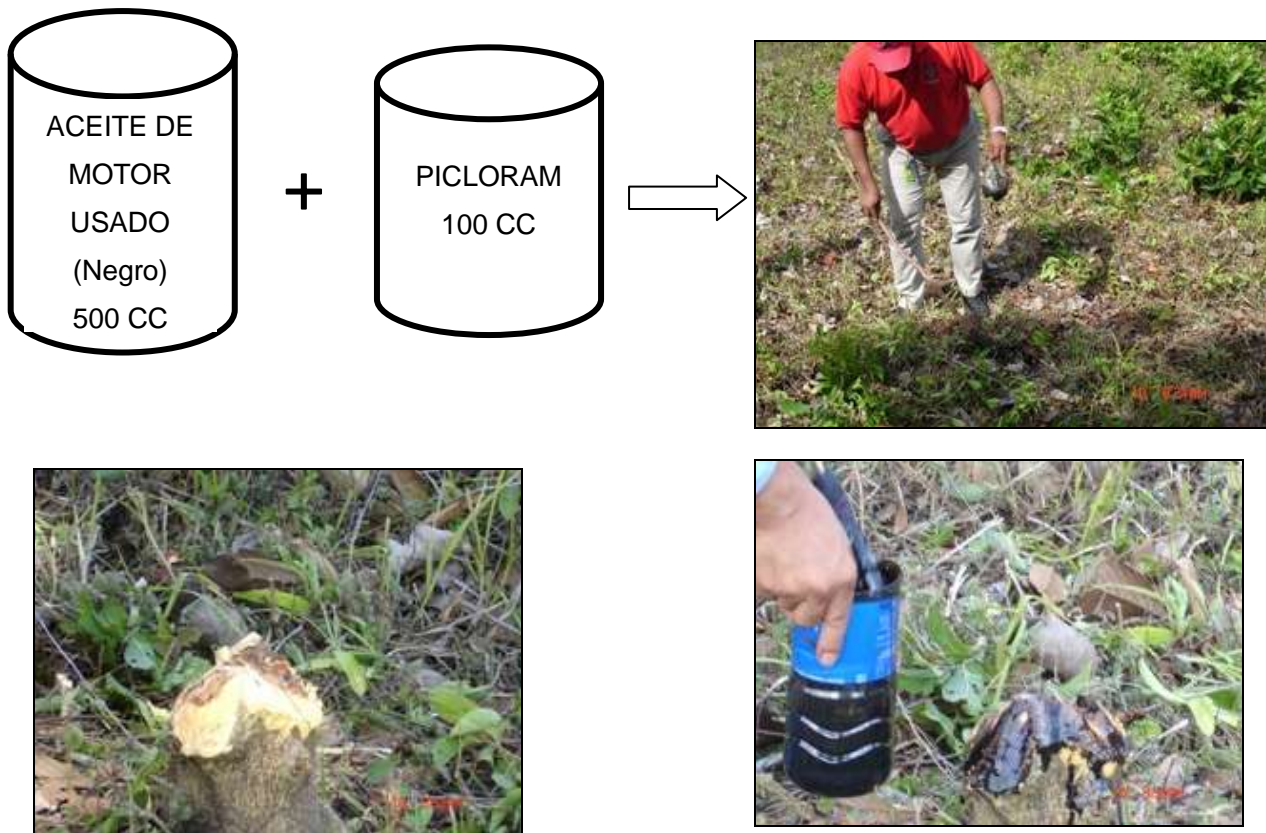 ACEITE DE
MOTOR
USADO
(Negro)
500 CC
+
PICLORAM
100 CC